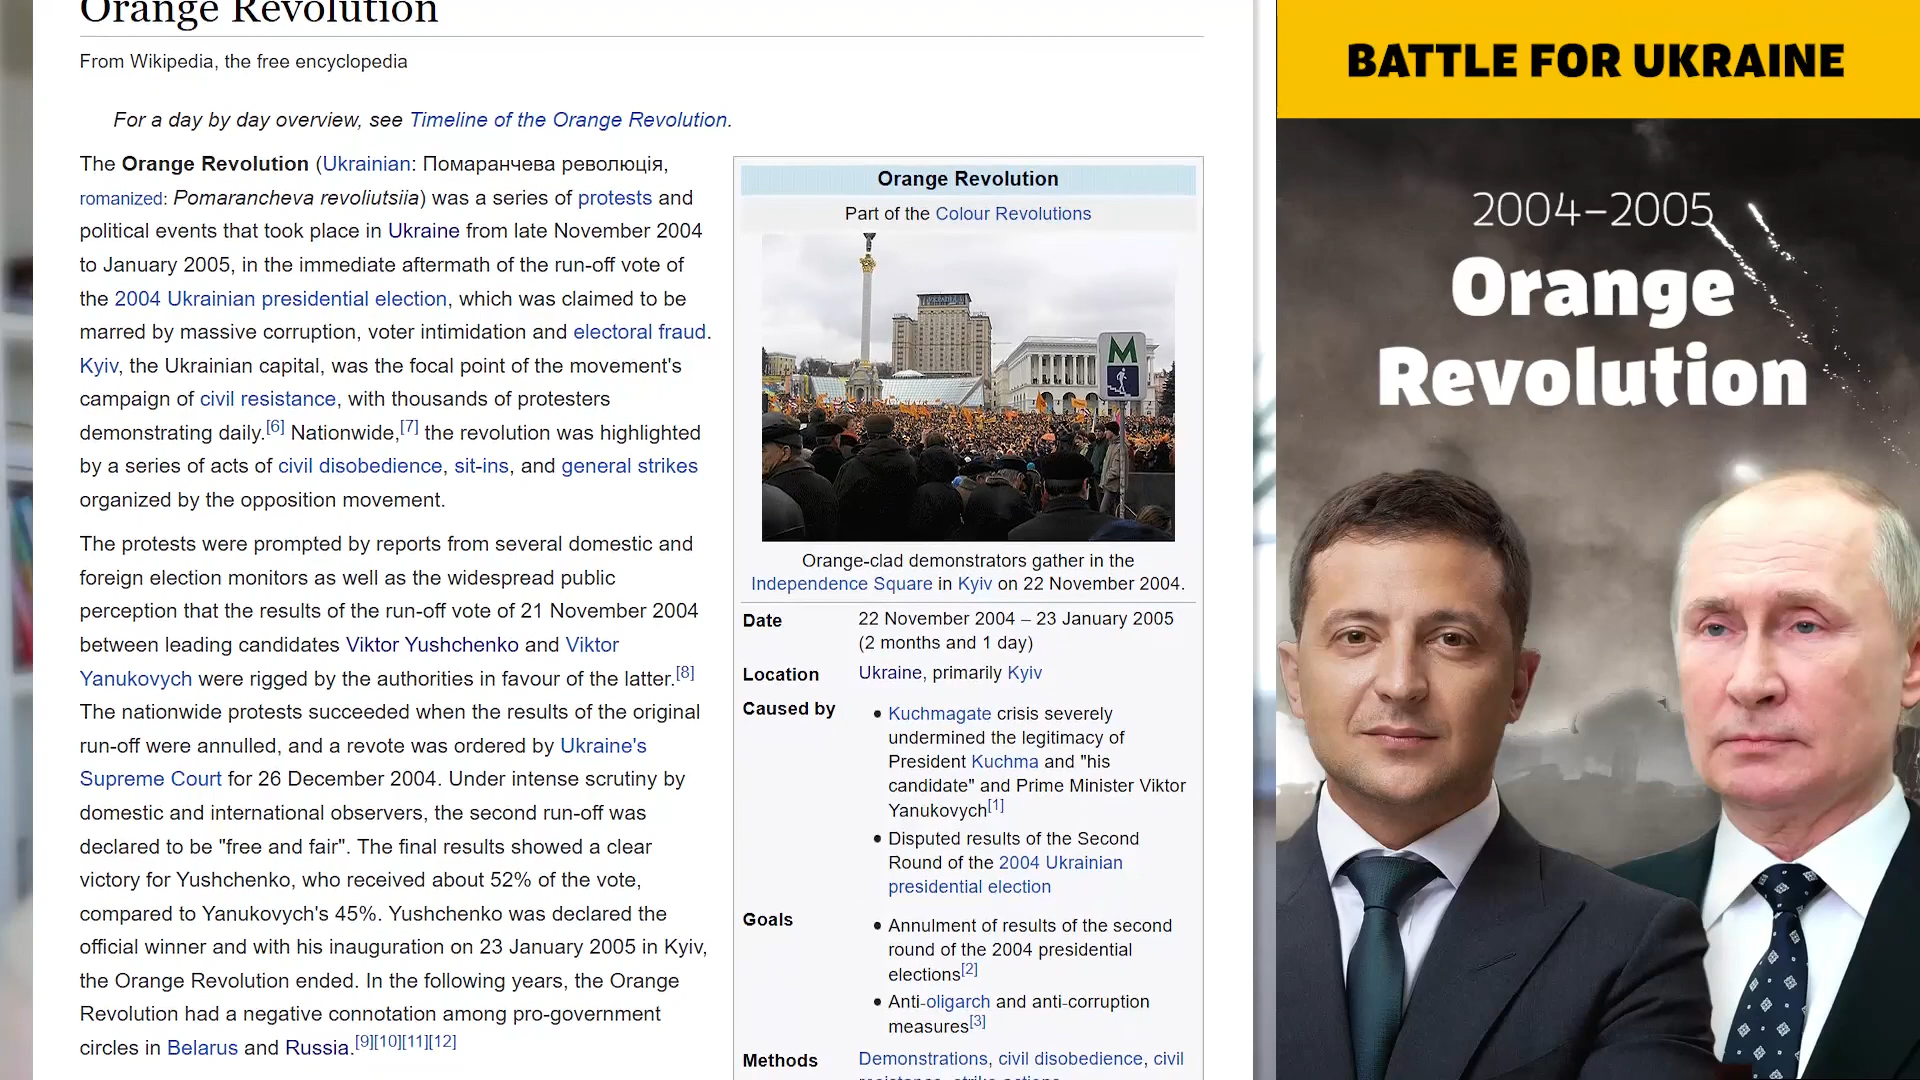 Orange Revolution
From Wikipedia, the free encyclopedia
For a day by day overview, see Timeline of the Orange Revolution.
The Orange Revolution (Ukrainian: Помаранчева революція,
romanized: Pomarancheva revoliutsiia) was a series of protests and
political events that took place in Ukraine from late November 2004
to January 2005, in the immediate aftermath of the run-off vote of
the 2004 Ukrainian presidential election, which was claimed to be
marred by massive corruption, voter intimidation and electoral fraud.
Kyiv, the Ukrainian capital, was the focal point of the movement's
campaign of civil resistance, with thousands of protesters
demonstrating daily.[6] Nationwide,[7] the revolution was highlighted
by a series of acts of civil disobedience, sit-ins, and general strikes
organized by the opposition movement.
The protests were prompted by reports from several domestic and
foreign election monitors as well as the widespread public
perception that the results of the run-off vote of 21 November 2004
between leading candidates Viktor Yushchenko and Viktor
Yanukovych were rigged by the authorities in favour of the latter.[8]
The nationwide protests succeeded when the results of the original
run-off were annulled, and a revote was ordered by Ukraine's
Supreme Court for 26 December 2004. Under intense scrutiny by
domestic and international observers, the second run-off was
declared to be "free and fair". The final results showed a clear
victory for Yushchenko, who received about 52% of the vote,
compared to Yanukovych's 45%. Yushchenko was declared the
official winner and with his inauguration on 23 January 2005 in Kyiv,
the Orange Revolution ended. In the following years, the Orange
Revolution had a negative connotation among pro-government
circles in Belarus and Russia.[9][10][11][12]
Orange Revolution
Part of the Colour Revolutions
M
Orange-clad demonstrators gather in the
Independence Square in Kyiv on 22 November 2004.
Date 22 November 2004 – 23 January 2005
(2 months and 1 day)
Location Ukraine, primarily Kyiv
Caused by • Kuchmagate crisis severely
undermined the legitimacy of
President Kuchma and "his
candidate" and Prime Minister Viktor
Yanukovych[1]
• Disputed results of the Second
Round of the 2004 Ukrainian
presidential election
Goals • Annulment of results of the second
round of the 2004 presidential
elections[2]
• Anti-oligarch and anti-corruption
measures[3]
Methods Demonstrations, civil disobedience, civil
resistance, strike actions
BATTLE FOR UKRAINE
2004–2005
Orange
Revolution